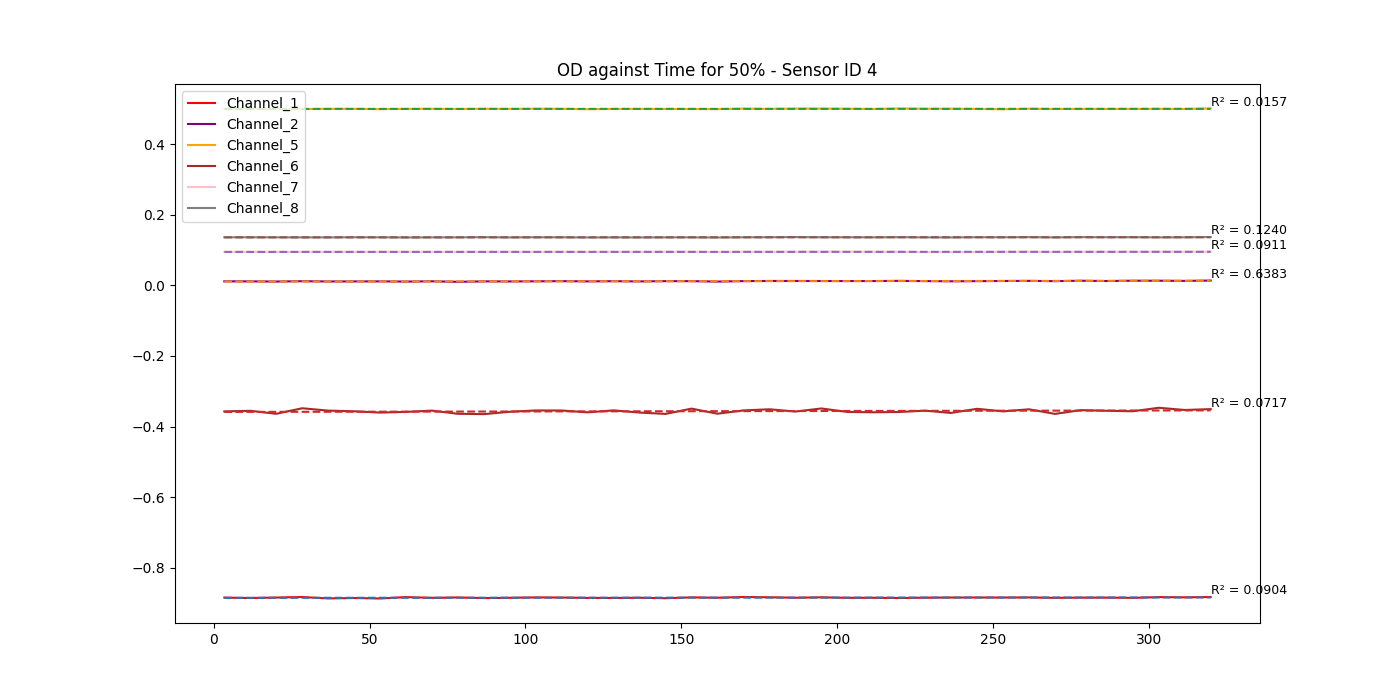 OD against Time for 50% - Sensor ID 4
Channel_1
Channel_2
Channel_5
Channel_6
Channel_7
Channel_8
R² = 0.0157
R² = 0.1240
R² = 0.0911
R² = 0.6383
R² = 0.0717
R² = 0.0904
0.4
0.2
0.0
−0.2
−0.4
−0.6
−0.8
0
50
100
150
200
250
300